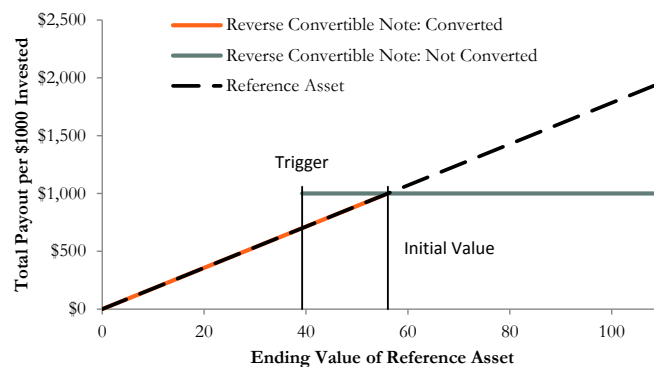 $2,500
Reverse Convertible Note: Converted
Reverse Convertible Note: Not Converted
Reference Asset
$2,000
$1,500
$1,000
$500
$0
Total Payout per $1000 Invested
Trigger
Initial Value
0 20 40 60 80 100
Ending Value of Reference Asset